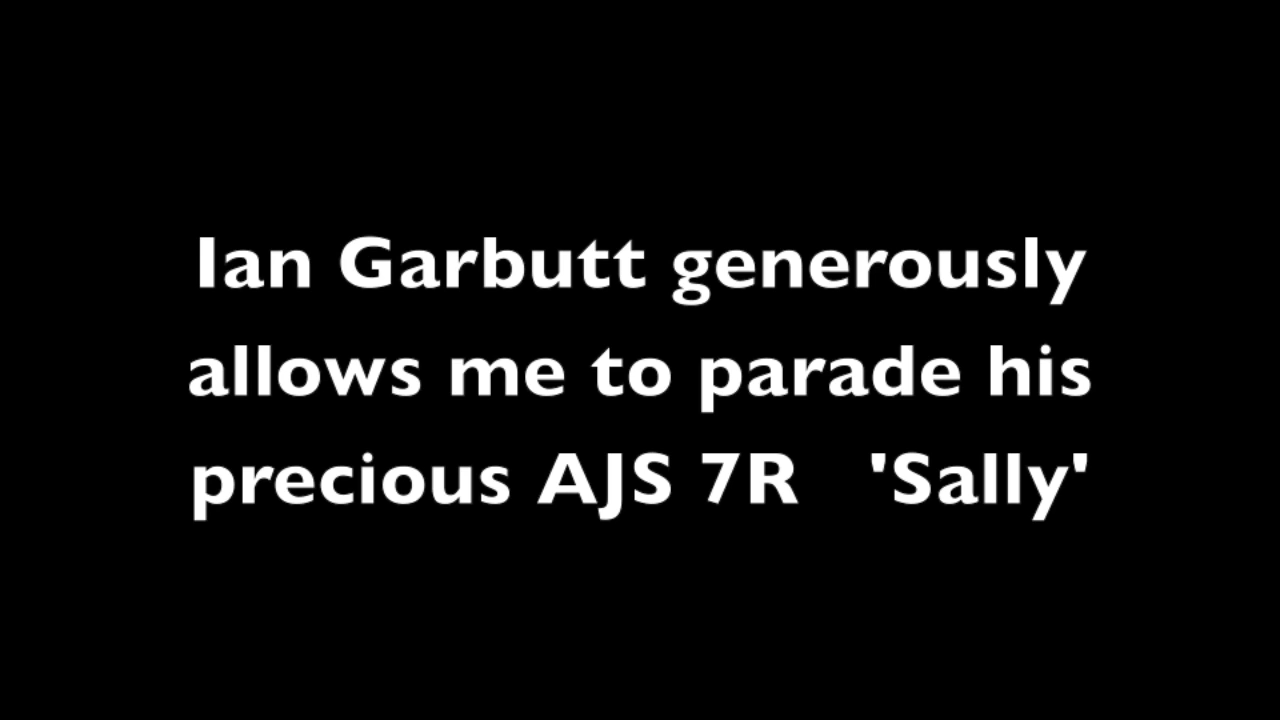 Ian Garbutt generously
allows me to parade his
precious AJS 7R   'Sally'